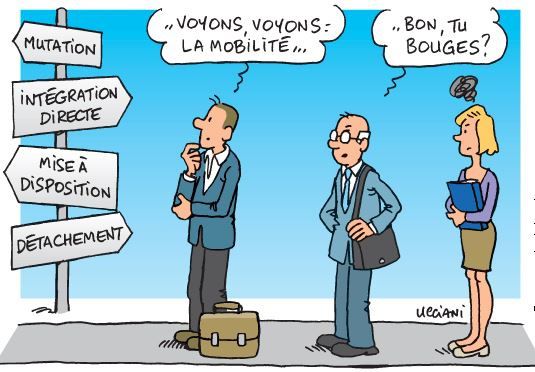 „VOYONS, VOYONS :
LA MOBILITÉ...
..BON, TU
BOUGES?
MUTATION
INTÉGRATION
DIRECTE
MISE À
DISPOSITION
DÉTACHEMENT
UCCIANI